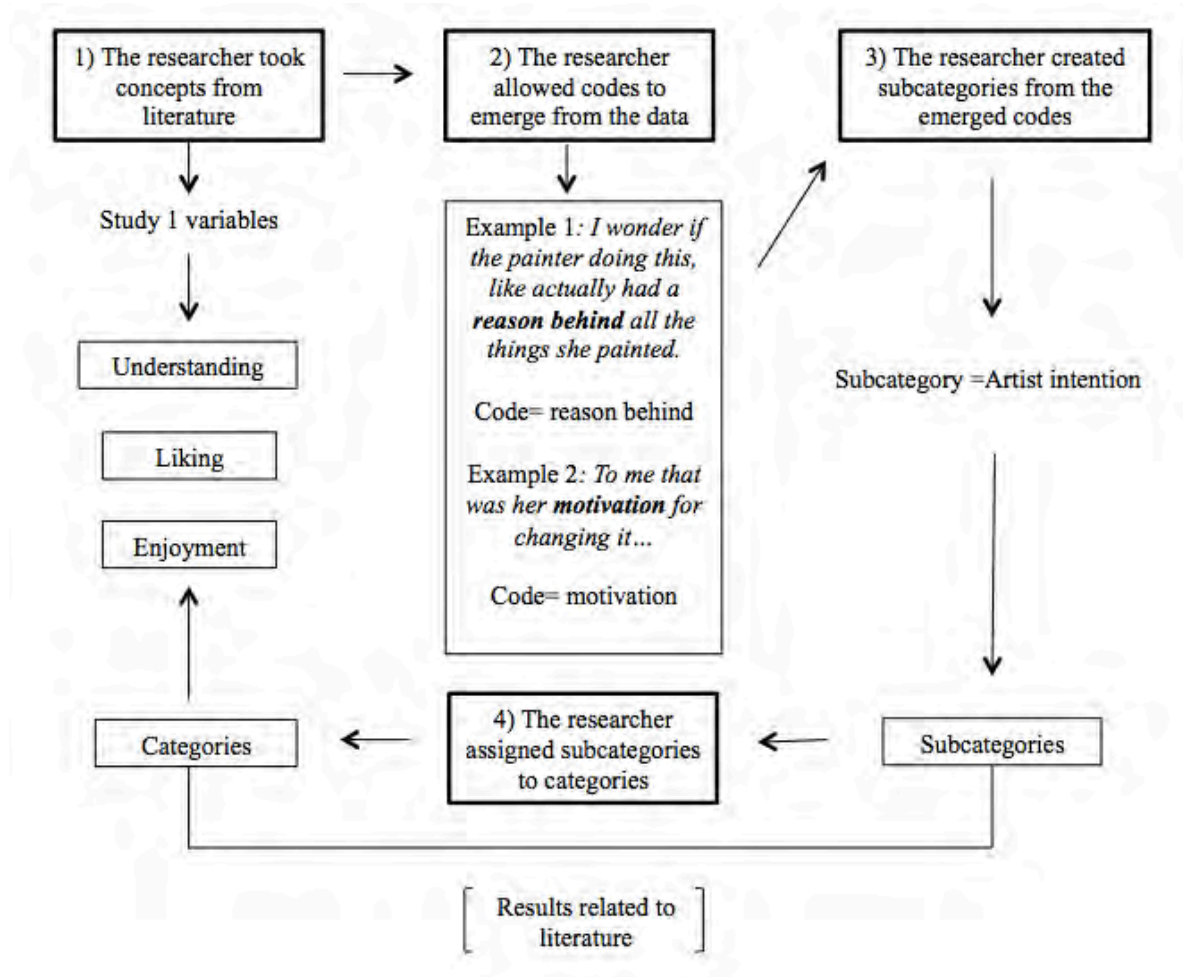 1) The researcher took
concepts from
literature
2) The researcher
allowed codes to
emerge from the data
3) The researcher created
subcategories from the
emerged codes
Study 1 variables
Understanding
Liking
Enjoyment
Example 1: I wonder if
the painter doing this,
like actually had a
reason behind all the
things she painted.
Code= reason behind
Example 2: To me that
was her motivation for
changing it...
Code= motivation
Subcategory =Artist intention
Categories
4) The researcher
assigned subcategories
to categories
Subcategories
Results related to
literature